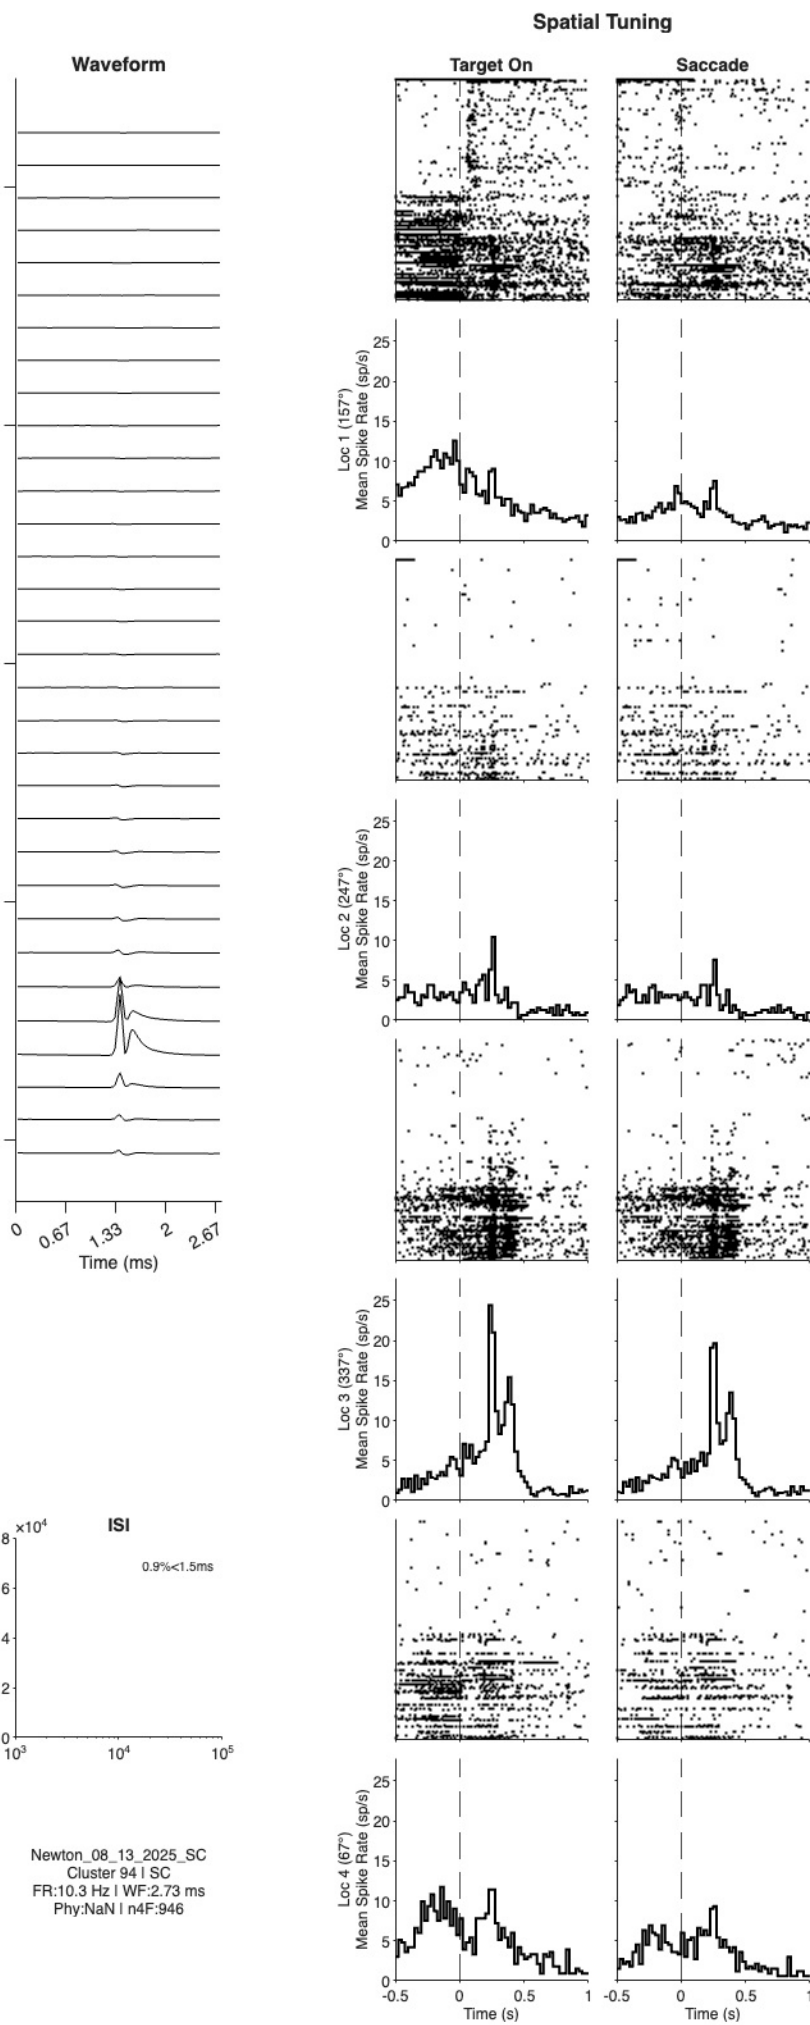 Spatial Tuning
Waveform
Target On
Saccade
25
20
15
10
5
0
Loc 1 (157°)
Mean Spike Rate (sp/s)
25
20
15
10
5
0
Loc 2 (247°)
Mean Spike Rate (sp/s)
0
0.67
1.33
2
2.67
Time (ms)
25
20
15
10
5
0
Loc 3 (337°)
Mean Spike Rate (sp/s)
×10⁴
ISI
0.9%<1.5ms
8
6
4
2
0
10³
10⁴
10⁵
25
20
15
10
5
0
Loc 4 (67°)
Mean Spike Rate (sp/s)
Newton_08_13_2025_SC
Cluster 94 | SC
FR:10.3 Hz | WF:2.73 ms
Phy:NaN | n4F:946
-0.5
0
0.5
1
Time (s)
-0.5
0
0.5
1
Time (s)